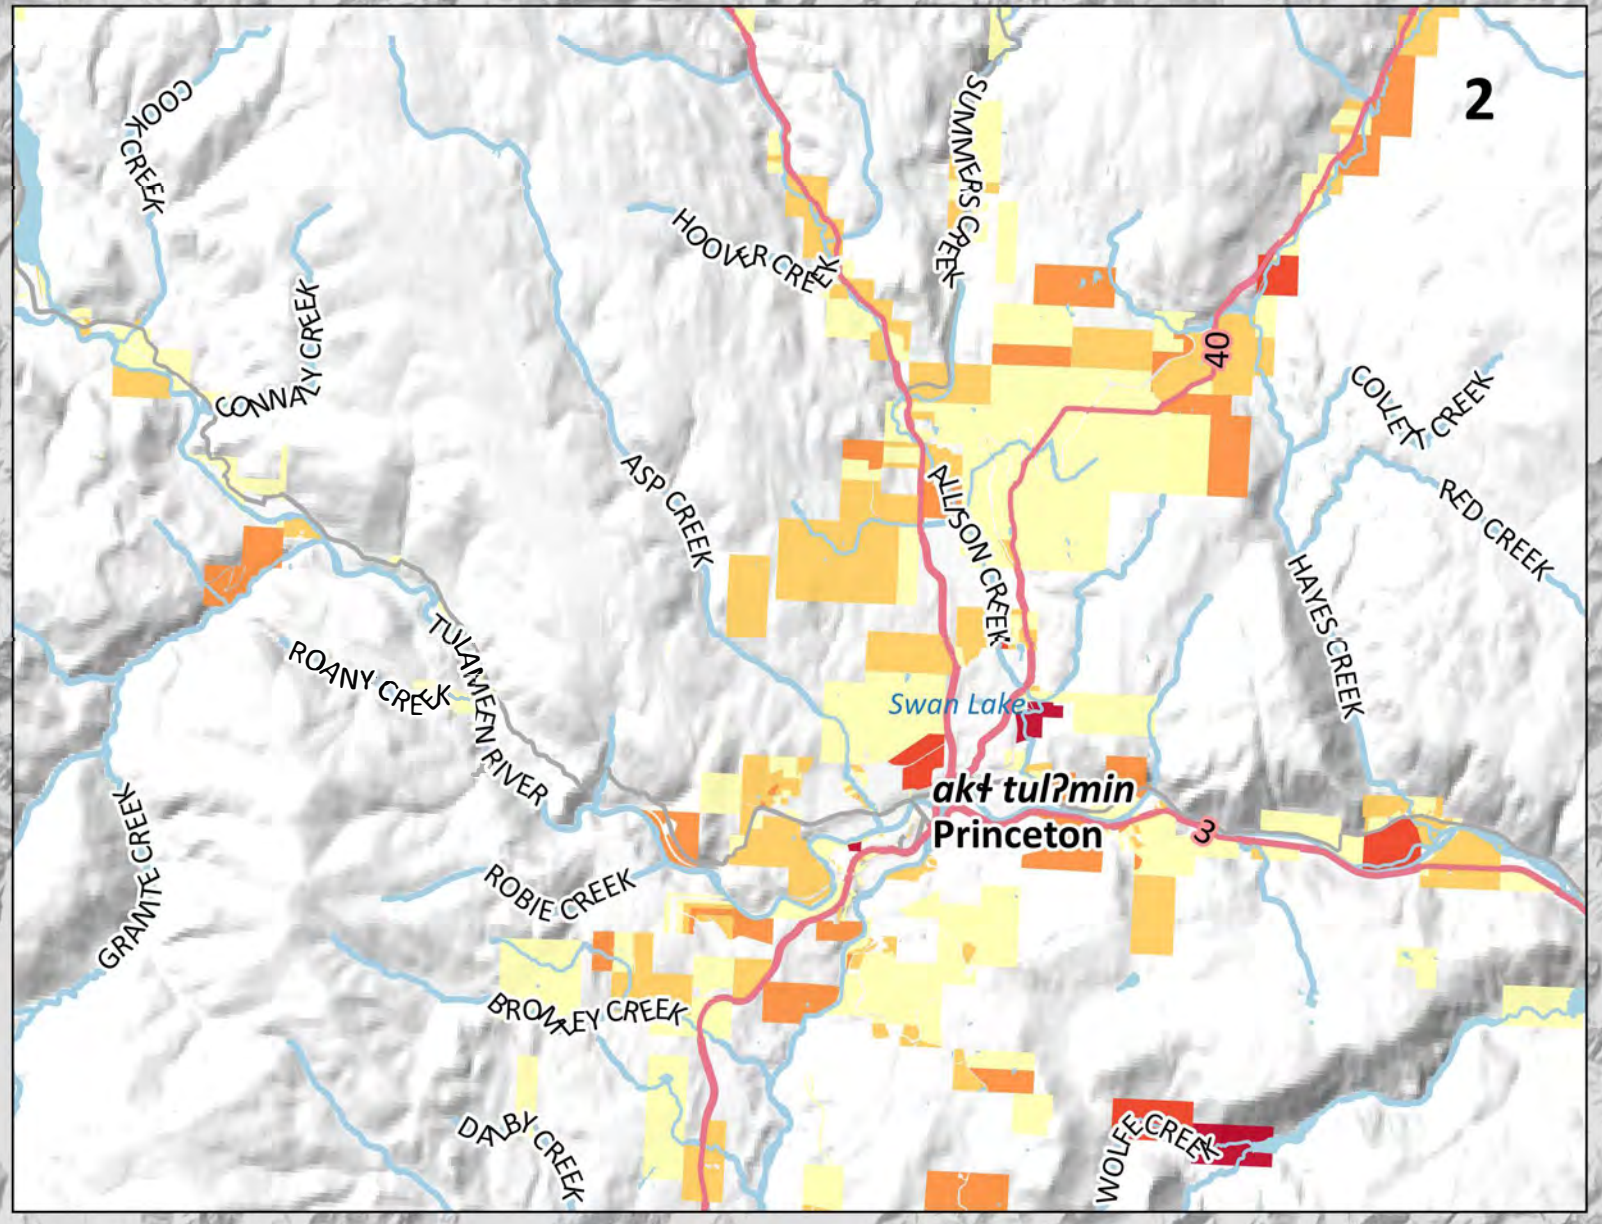 2
COOK CREEK
SUMMERS CREEK
HOOVER CREEK
CONNALY CREEK
40
COVLET CREEK
ASP CREEK
ALLISON CREEK
RED CREEK
HAYES CREEK
TULAMEEN RIVER
ROANY CREEK
Swan Lake
akɬ tulʔmin
Princeton
3
GRANITE CREEK
ROBIE CREEK
BROMLEY CREEK
DALBY CREEK
WOLFE CREEK